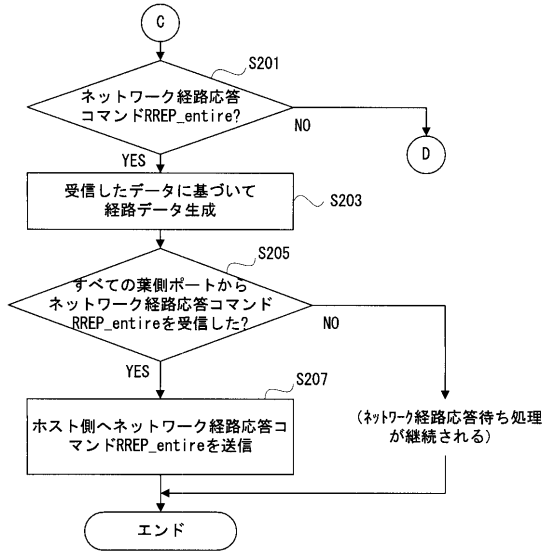 C
S201
ネットワーク経路応答
コマンドRREP_entire?
NO
D
YES
受信したデータに基づいて
経路データ生成
S203
S205
すべての葉側ポートから
ネットワーク経路応答コマンド
RREP_entireを受信した?
NO
YES
S207
ホスト側へネットワーク経路応答コ
マンドRREP_entireを送信
(ネットワーク経路応答待ち処理
が継続される)
エンド